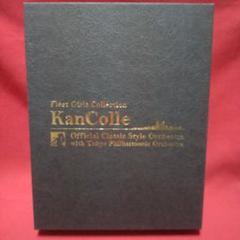 Fleet Girls Collection
KanColle
Official Classic Style Orchestra
with Tokyo Philharmonic Orchestra